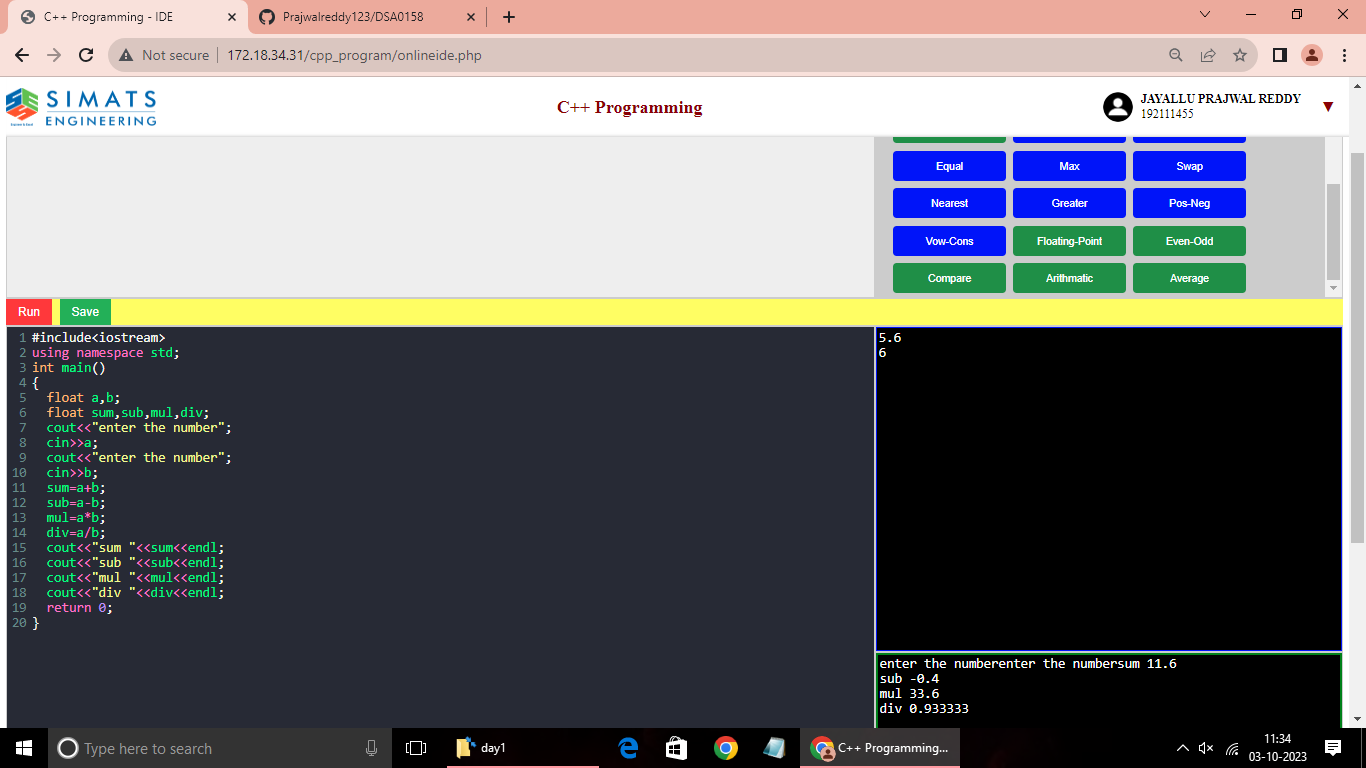 C++ Programming - IDE
Prajwalreddy123/DSA0158
Not secure
172.18.34.31/cpp_program/onlineide.php
SIMATS
ENGINEERING
C++ Programming
JAYALLU PRAJWAL REDDY
192111455
Equal Max Swap
Nearest Greater Pos-Neg
Vow-Cons Floating-Point Even-Odd
Compare Arithmatic Average
Run Save
1 #include<iostream>
2 using namespace std;
3 int main()
4 {
5 float a,b;
6 float sum,sub,mul,div;
7 cout<<"enter the number";
8 cin>>a;
9 cout<<"enter the number";
10 cin>>b;
11 sum=a+b;
12 sub=a-b;
13 mul=a*b;
14 div=a/b;
15 cout<<"sum "<<sum<<endl;
16 cout<<"sub "<<sub<<endl;
17 cout<<"mul "<<mul<<endl;
18 cout<<"div "<<div<<endl;
19 return 0;
20 }
5.6
6
enter the numberenter the numbersum 11.6
sub -0.4
mul 33.6
div 0.933333
Type here to search
day1
C++ Programming...
11:34
03-10-2023